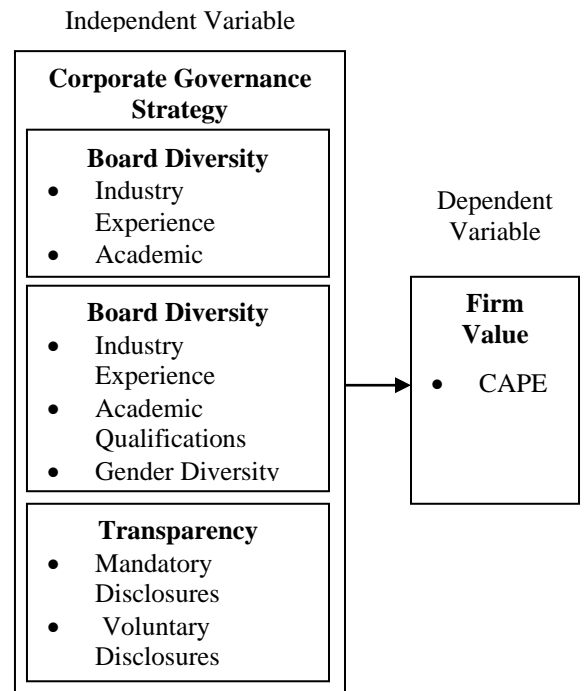 Independent Variable
Corporate Governance
Strategy
Board Diversity
• Industry
Experience
• Academic
Board Diversity
• Industry
Experience
• Academic
Qualifications
• Gender Diversity
Transparency
• Mandatory
Disclosures
• Voluntary
Disclosures
Dependent
Variable
Firm
Value
• CAPE